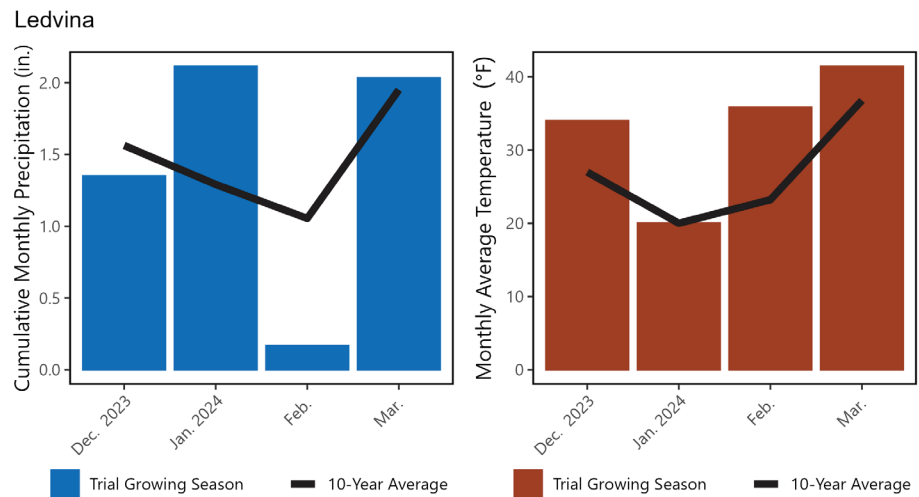 Ledvina
Cumulative Monthly Precipitation (in.)
2.0
1.5
1.0
0.5
0.0
Dec. 2023
Jan. 2024
Feb.
Mar.
Trial Growing Season
10-Year Average
Monthly Average Temperature (°F)
40
30
20
10
0
Dec. 2023
Jan. 2024
Feb.
Mar.
Trial Growing Season
10-Year Average